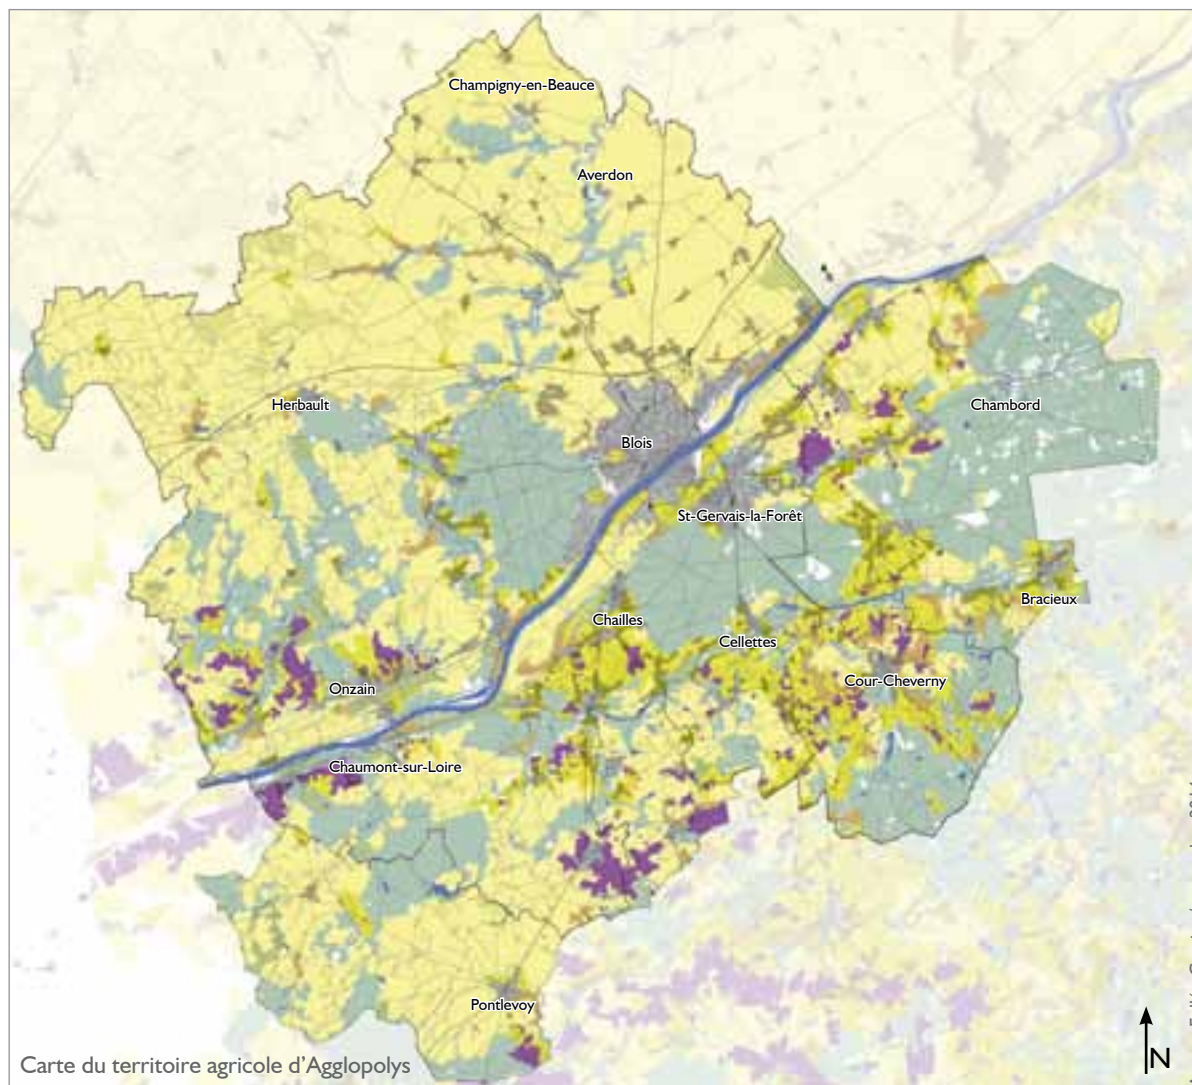 Champigny-en-Beauce
Averdon
Herbault
Chambord
Blois
St-Gervais-la-Forêt
Bracieux
Chailles
Cellettes
Cour-Cheverny
Onzain
Chaumont-sur-Loire
Pontlevoy
Carte du territoire agricole d'Agglopolys
N